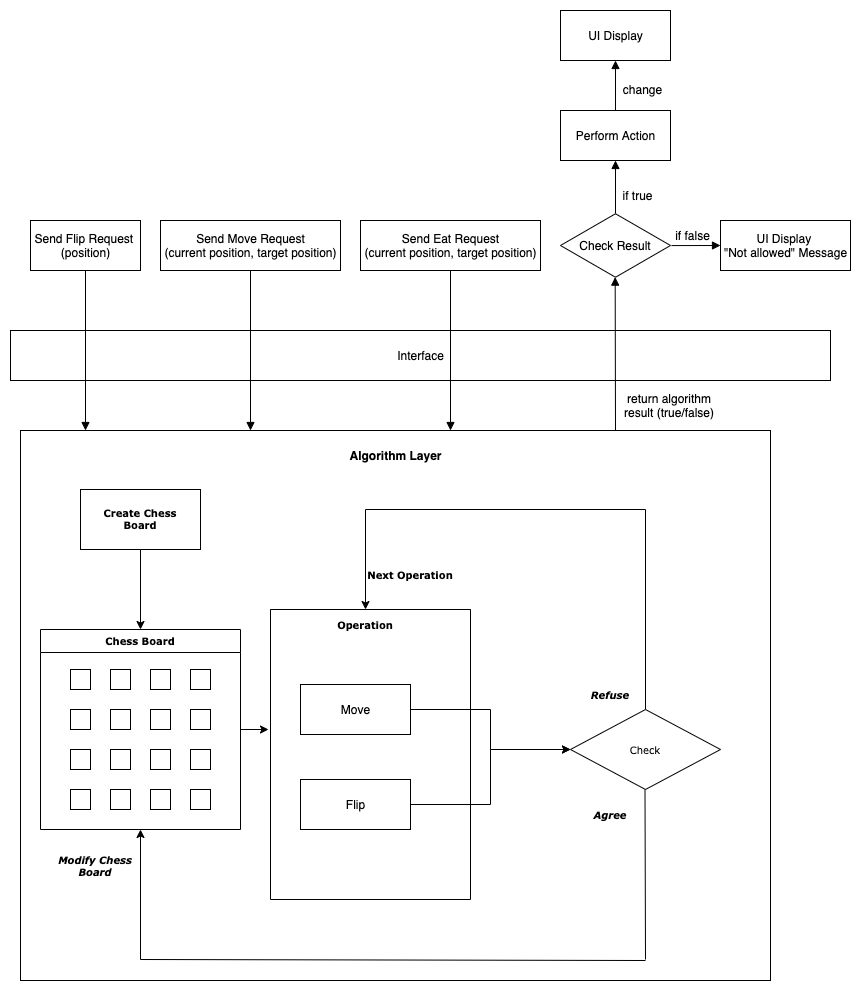 UI Display
change
Perform Action
if true
Send Flip Request
(position)
Send Move Request
(current position, target position)
Send Eat Request
(current position, target position)
Check Result
if false
UI Display
"Not allowed" Message
Interface
return algorithm
result (true/false)
Algorithm Layer
Create Chess
Board
Next Operation
Chess Board
Operation
Move
Refuse
Check
Flip
Agree
Modify Chess
Board